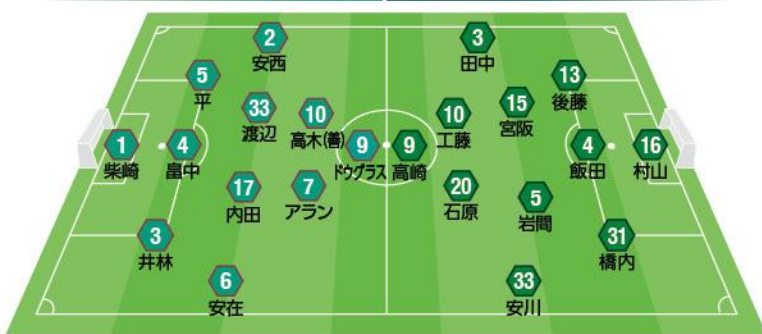 2
安西
3
田中
5
平
13
後藤
33
渡辺
10
高木(善)
10
工藤
15
宮阪
1
柴崎
4
畠中
9
ドウグラス
9
高崎
4
飯田
16
村山
17
内田
7
アラン
20
石原
5
岩間
3
井林
31
橋内
6
安在
33
安川